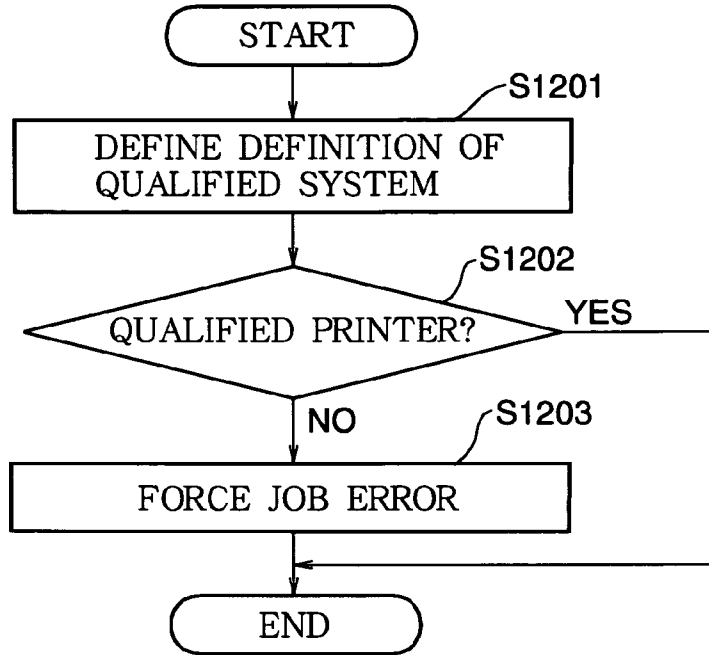 START
S1201
DEFINE DEFINITION OF
QUALIFIED SYSTEM
S1202
QUALIFIED PRINTER?
YES
NO
S1203
FORCE JOB ERROR
END